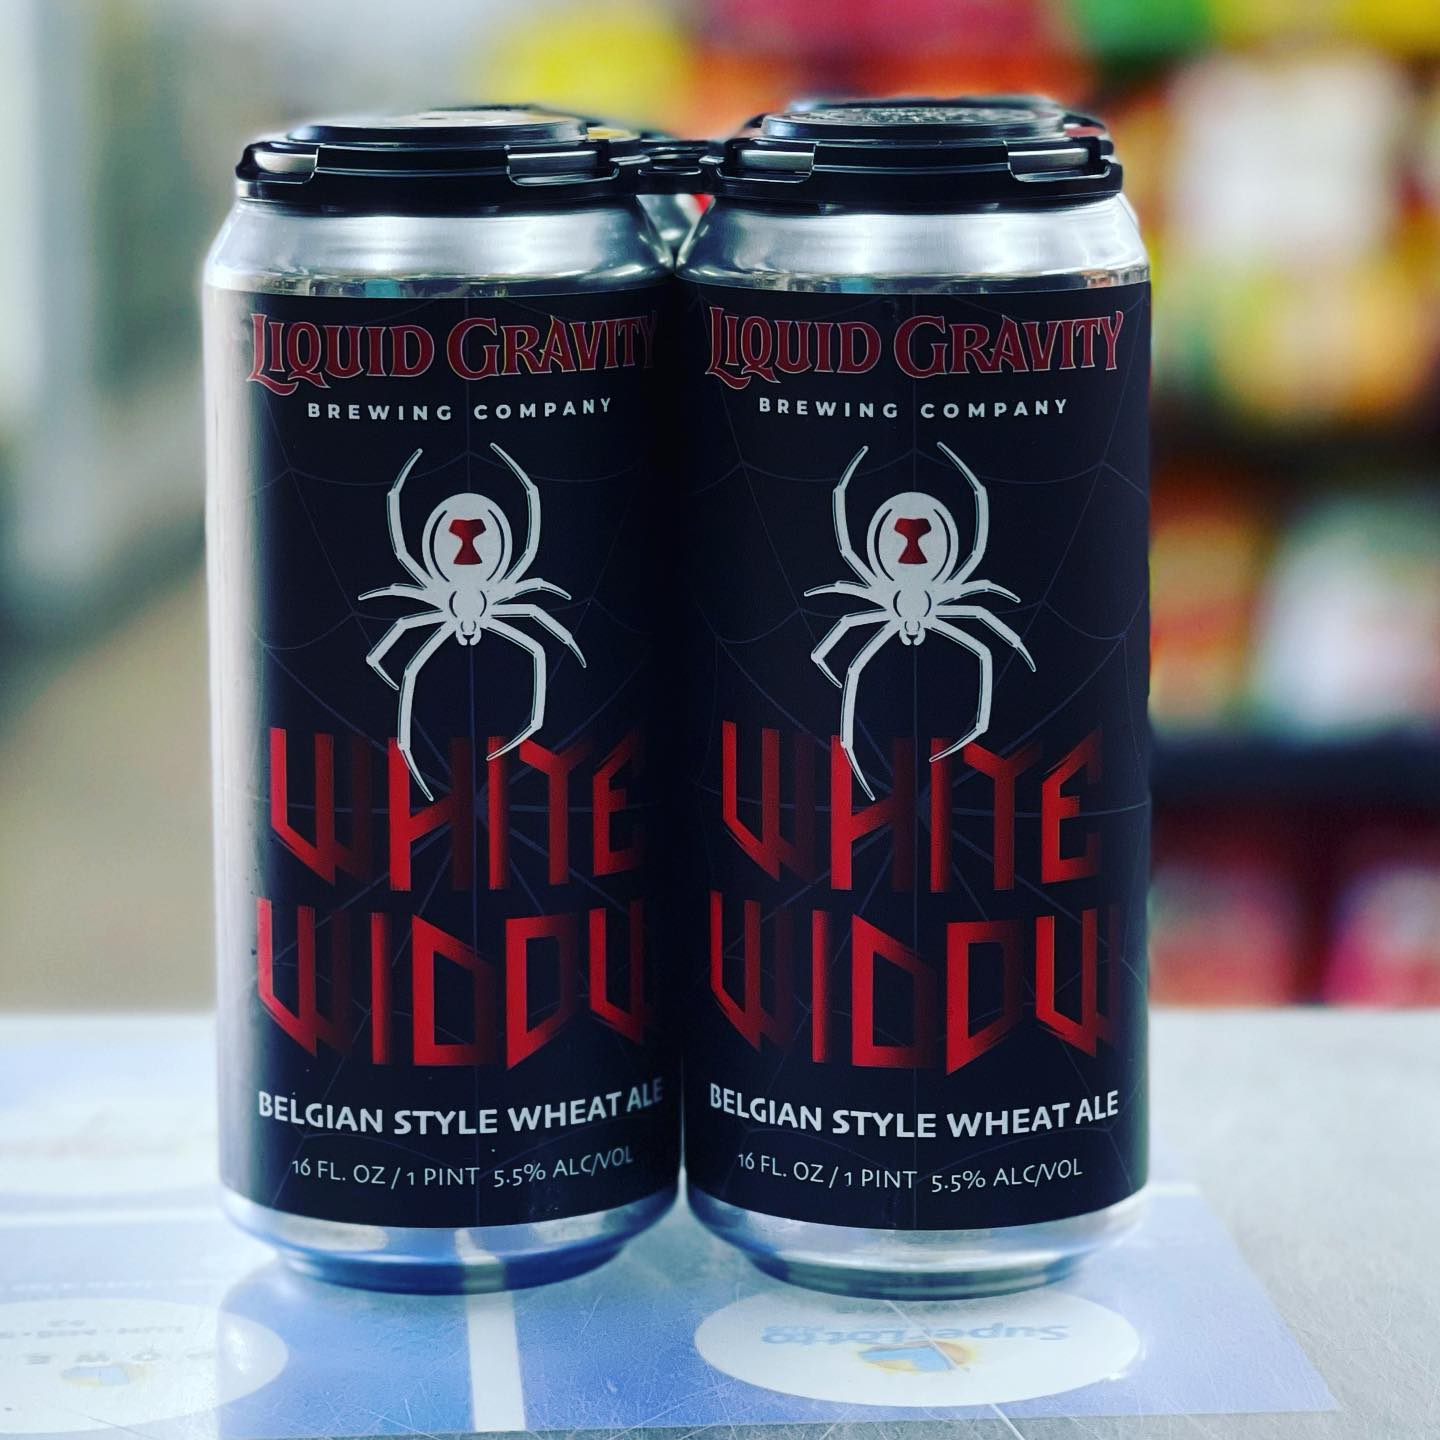 LIQUID GRAVITY
BREWING COMPANY
WHITE
WIDOW
BELGIAN STYLE WHEAT ALE
16 FL. OZ / 1 PINT 5.5% ALC/VOL
LIQUID GRAVITY
BREWING COMPANY
WHITE
WIDOW
BELGIAN STYLE WHEAT ALE
16 FL. OZ / 1 PINT 5.5% ALC/VOL
SuperLotto